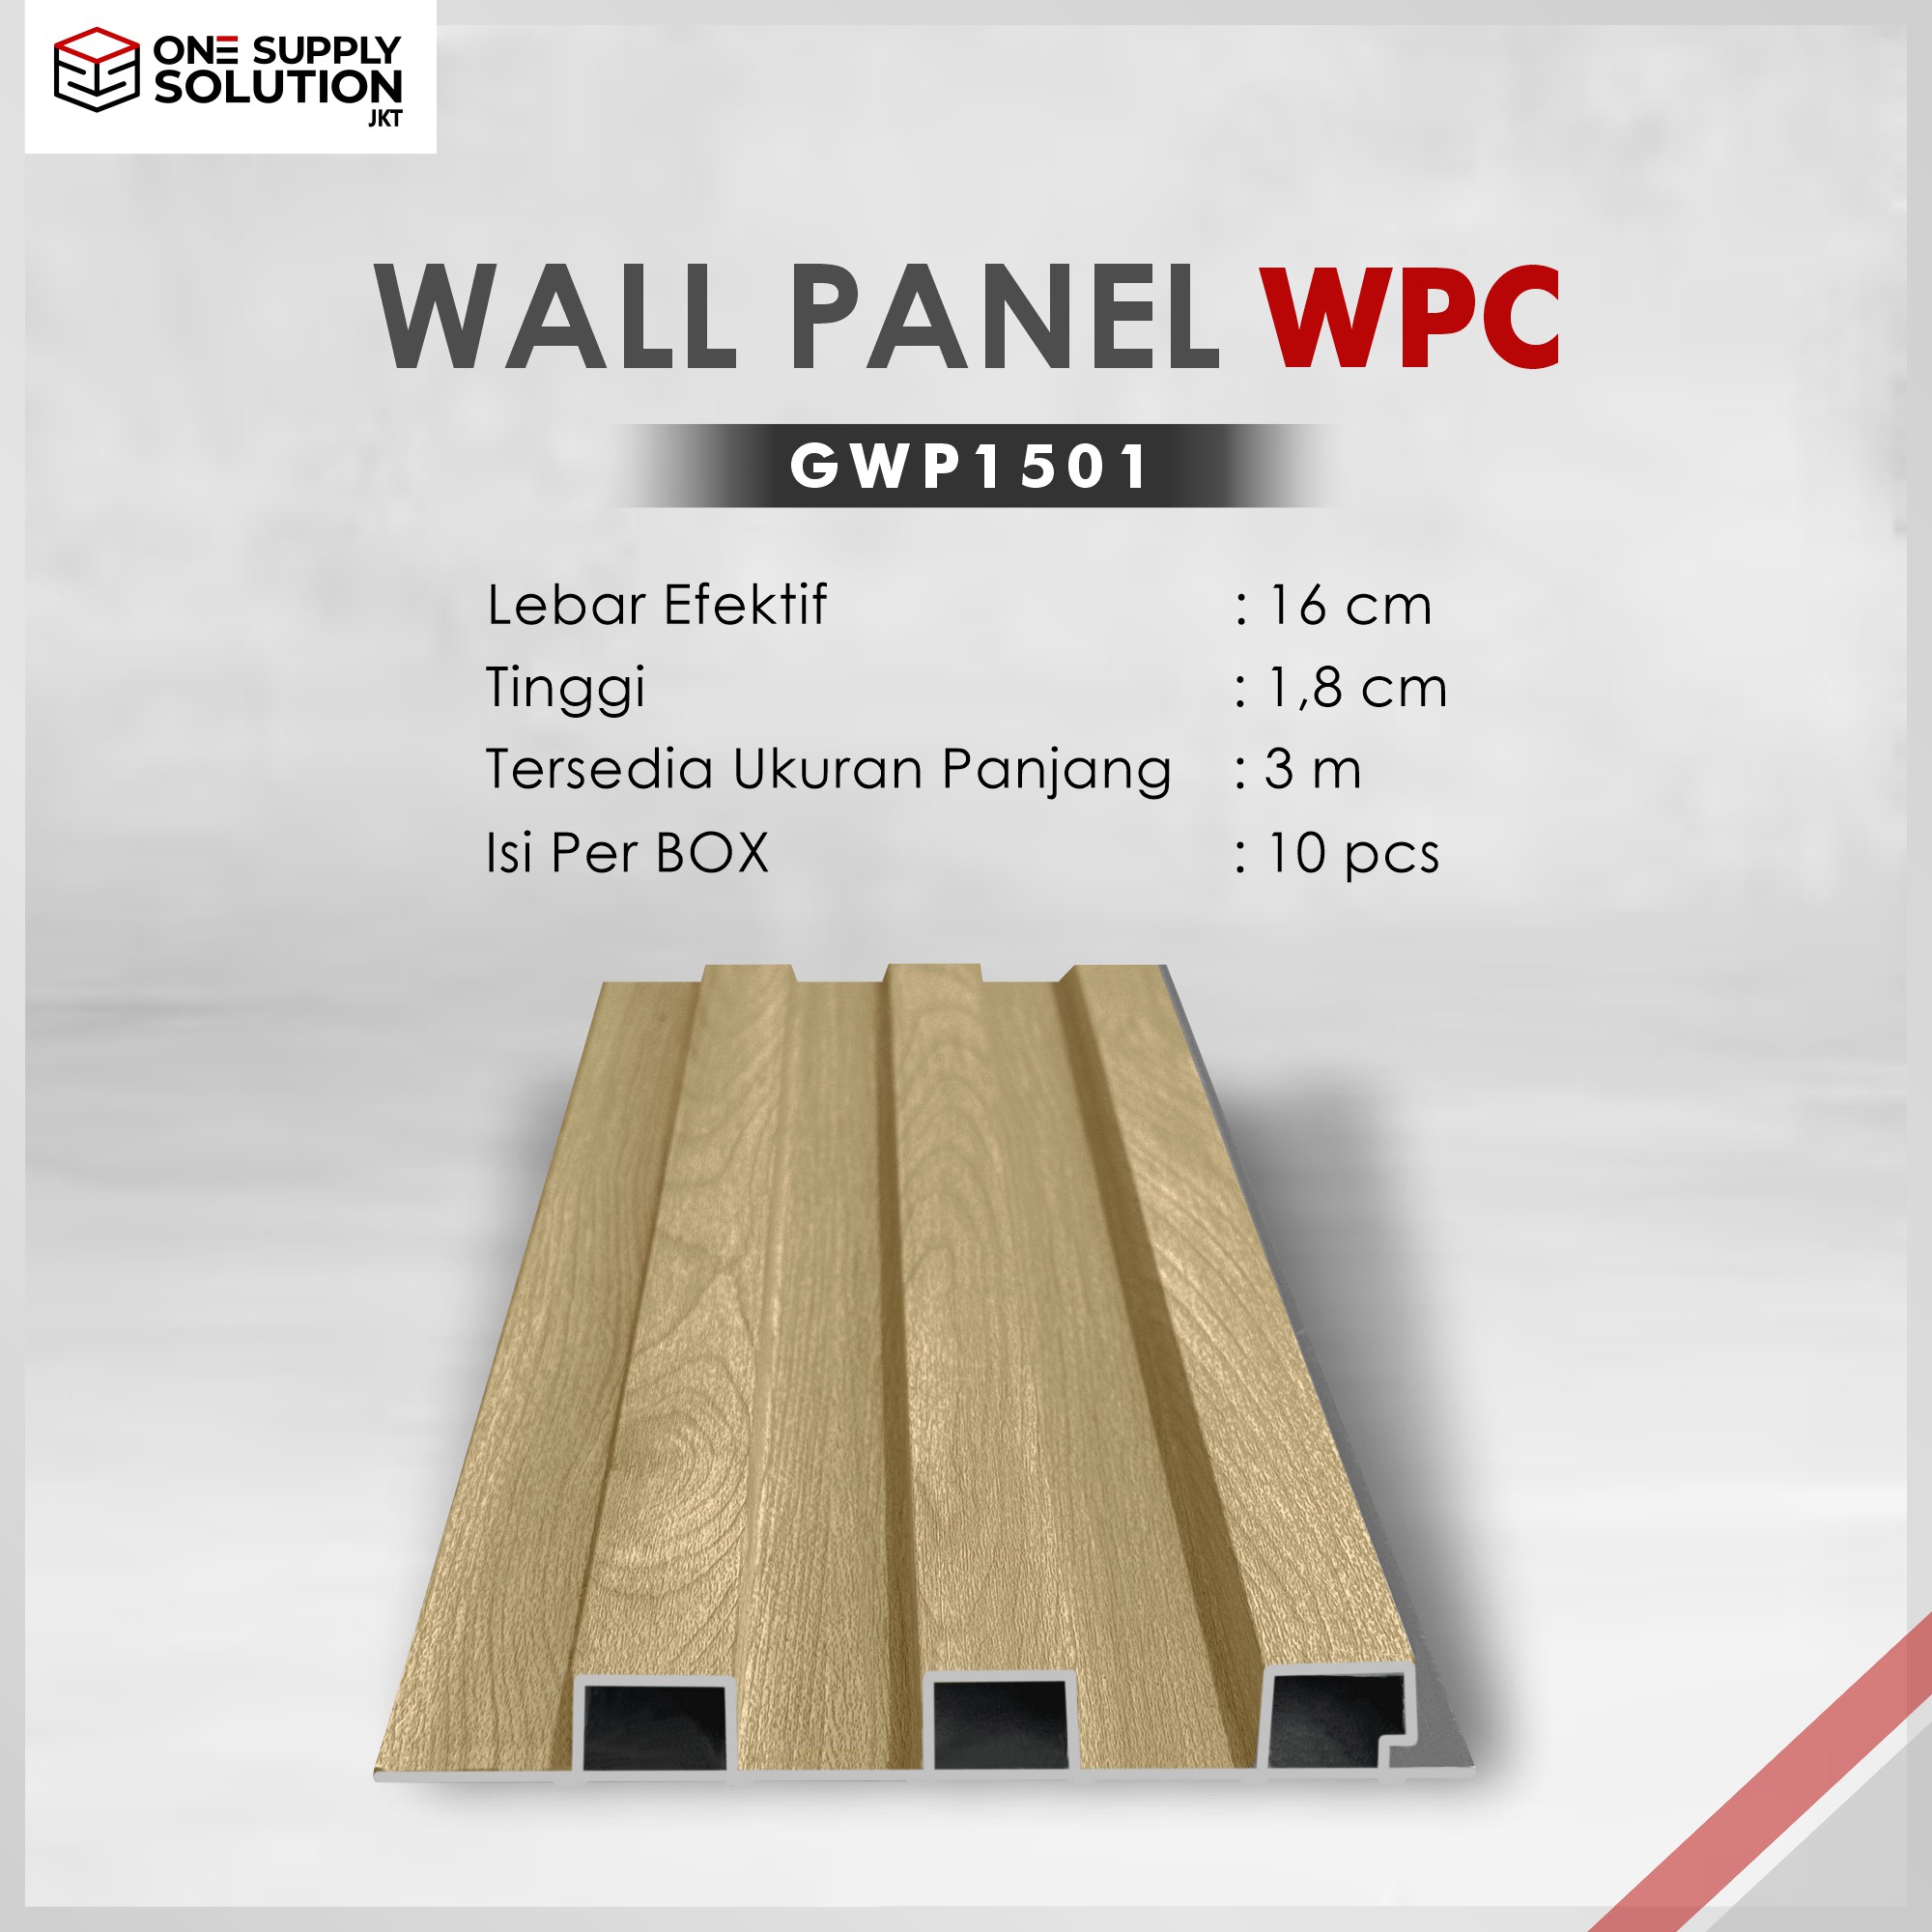 ONE SUPPLY
SOLUTION
JKT
WALL PANEL WPC
GWP1501
Lebar Efektif : 16 cm
Tinggi : 1,8 cm
Tersedia Ukuran Panjang : 3 m
Isi Per BOX : 10 pcs